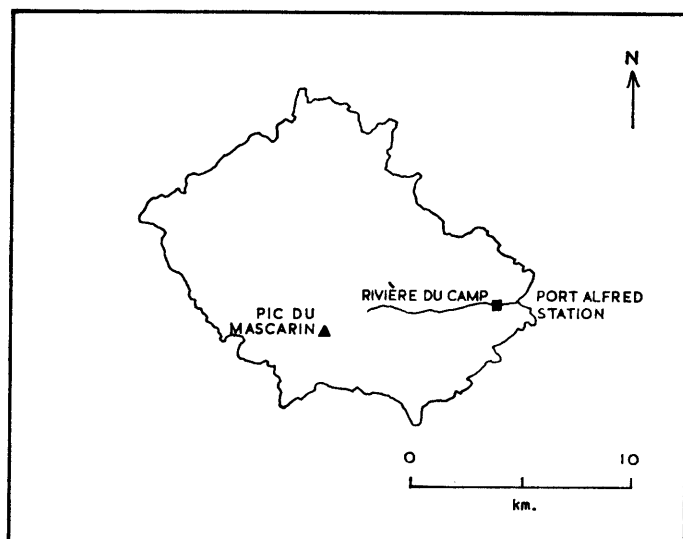 N
RIVIÈRE DU CAMP
PORT ALFRED
STATION
PIC DU
MASCARIN
0 10
km.